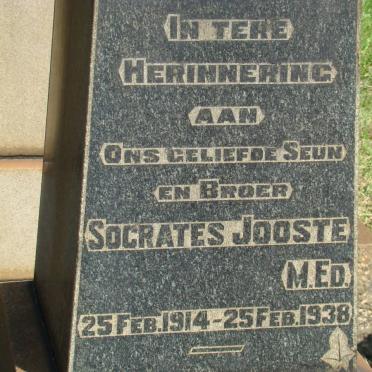 IN TERE
HERINNERING
AAN
ONS GELIEFDE SEUN
EN BROER
SOCRATES JOOSTE
M.ED.
25 FEB. 1914 - 25 FEB. 1938